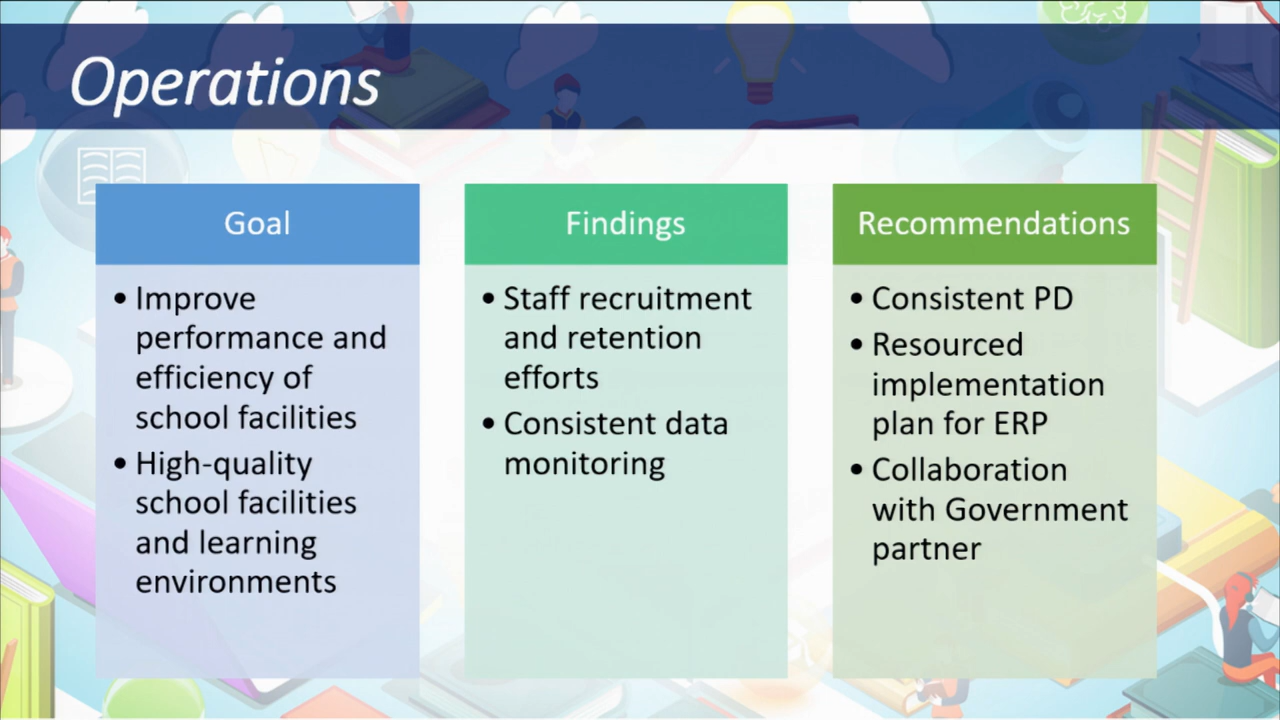 Operations
Goal
• Improve
performance and
efficiency of
school facilities
• High-quality
school facilities
and learning
environments
Findings
• Staff recruitment
and retention
efforts
• Consistent data
monitoring
Recommendations
• Consistent PD
• Resourced
implementation
plan for ERP
• Collaboration
with Government
partner